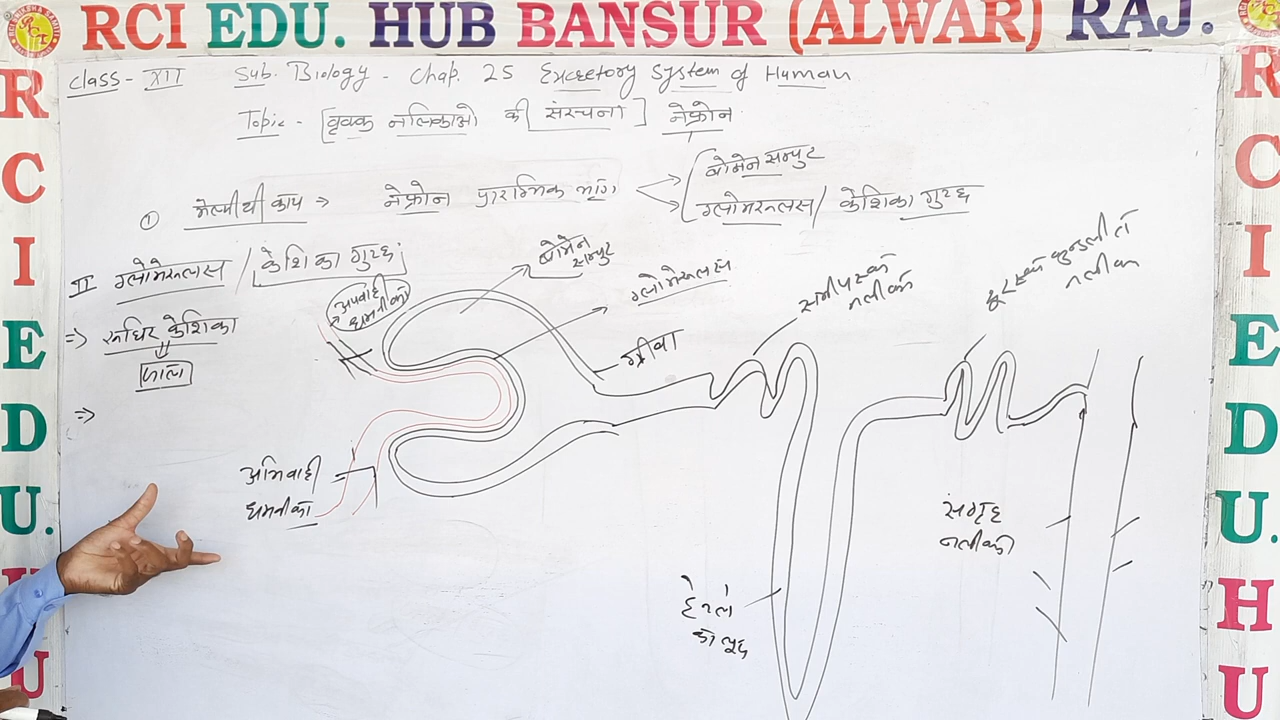 RCI EDU. HUB BANSUR (ALWAR) RAJ.
Class - XII Sub. Biology - Chap. 25 Excretory System of Human
Topic - [वृक्क नलिकाओ की संरचना] नेफ्रोन
① मेल्पीघी काय → नेफ्रोन प्रारम्भिक भाग
बोमेन सम्पुट
ग्लोमेरूलस / केशिका गुच्छ
II ग्लोमेरूलस / केशिका गुच्छ
⇒ रूधिर केशिका
जाल
⇒
अपवाही
धमनीका
बोमेन
सम्पुट
ग्लोमेरूलस
ग्रीवा
समीपस्थ
नलीका
दूरस्थ कुण्डलीत
नलीका
अभिवाही
धमनीका
हेनले
का लूप
संग्रह
नलीका
R
C
I
E
D
U.
H
U
R
C
I
E
D
U.
H
U